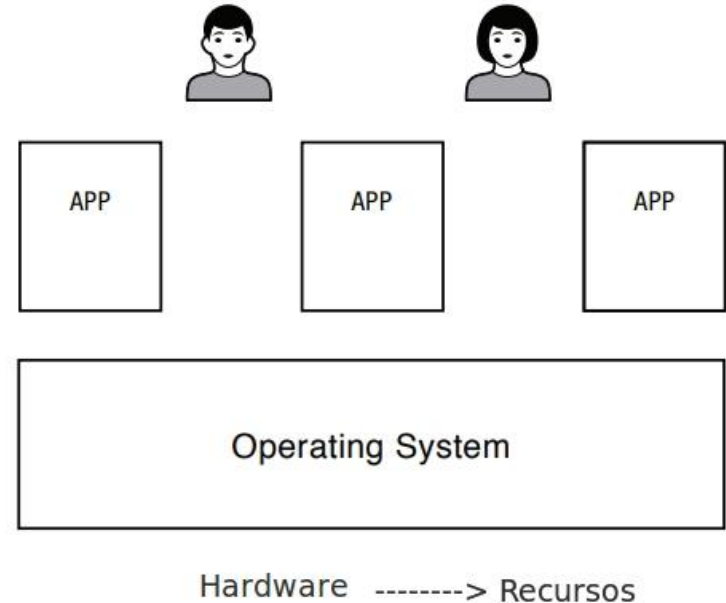 APP APP APP
Operating System
Hardware --------> Recursos